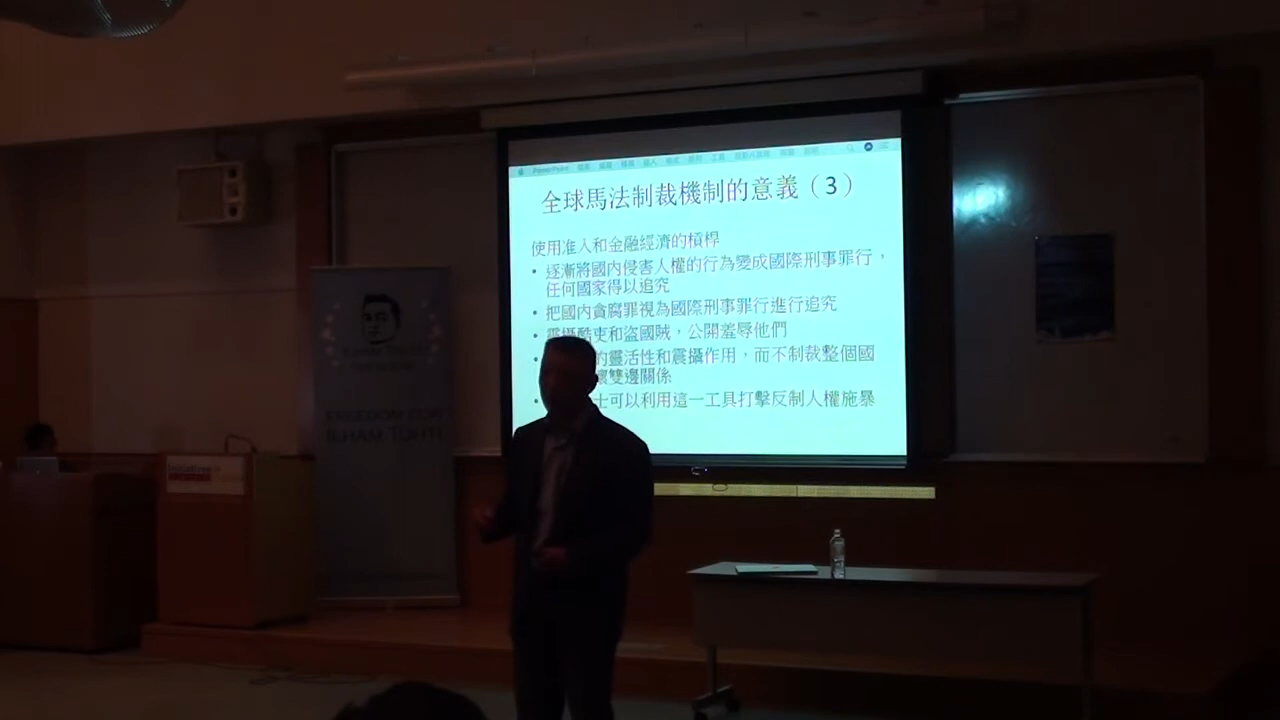 PowerPoint
全球馬法制裁機制的意義（3）
使用准入和金融經濟的槓桿
• 逐漸將國內侵害人權的行為變成國際刑事罪行，
任何國家得以追究
• 把國內貪腐罪視為國際刑事罪行進行追究
• 震懾酷吏和盜國賊，公開羞辱他們
• 的靈活性和震攝作用，而不制裁整個國
壞雙邊關係
• 士可以利用這一工具打擊反制人權施暴
FREEDOM FOR
ILHAM TOHTI